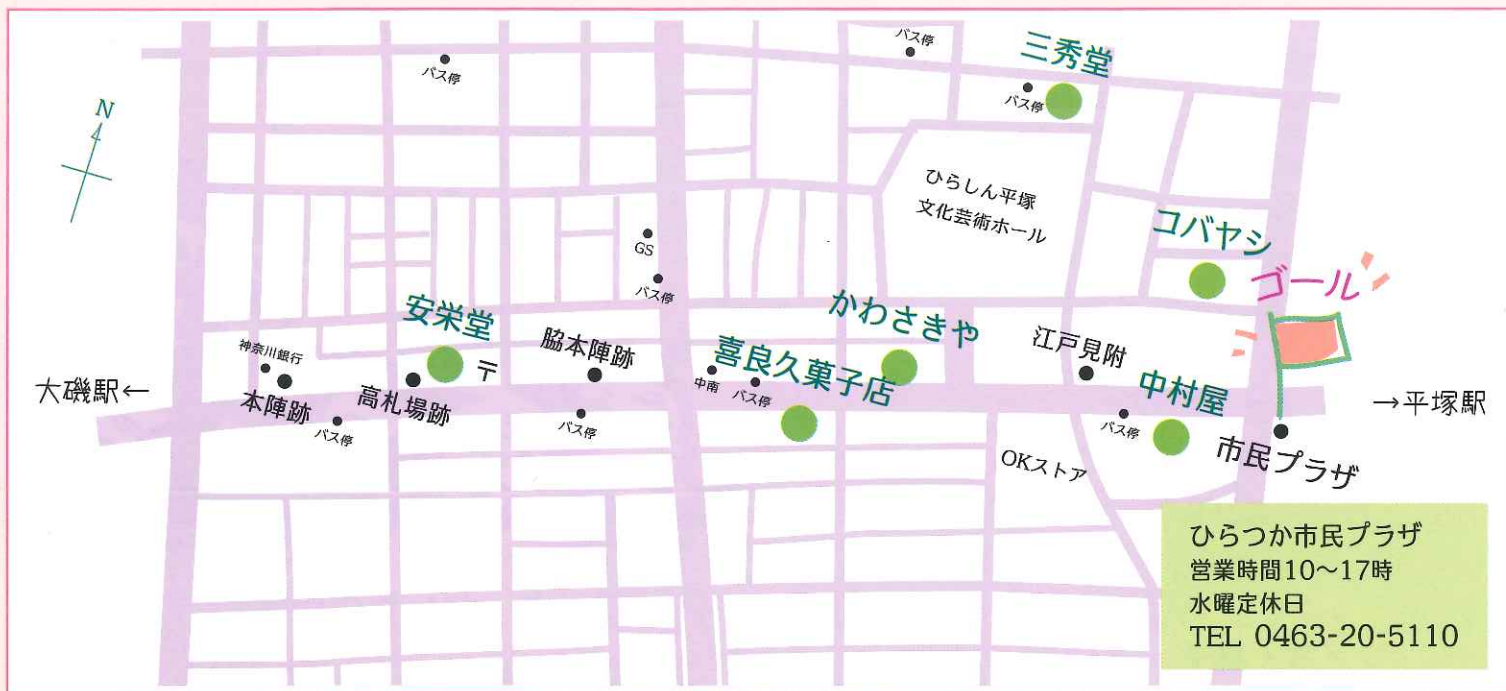 バス停
三秀堂
バス停
バス停
N
ひらしん平塚
文化芸術ホール
コバヤシ
GS
ゴール
バス停
安栄堂
かわさきや
脇本陣跡
江戸見附
神奈川銀行
喜良久菓子店
〒
大磯駅←
中南
バス停
中村屋
→平塚駅
本陣跡
高札場跡
バス停
バス停
バス停
市民プラザ
OKストア
ひらつか市民プラザ
営業時間10～17時
水曜定休日
TEL 0463-20-5110